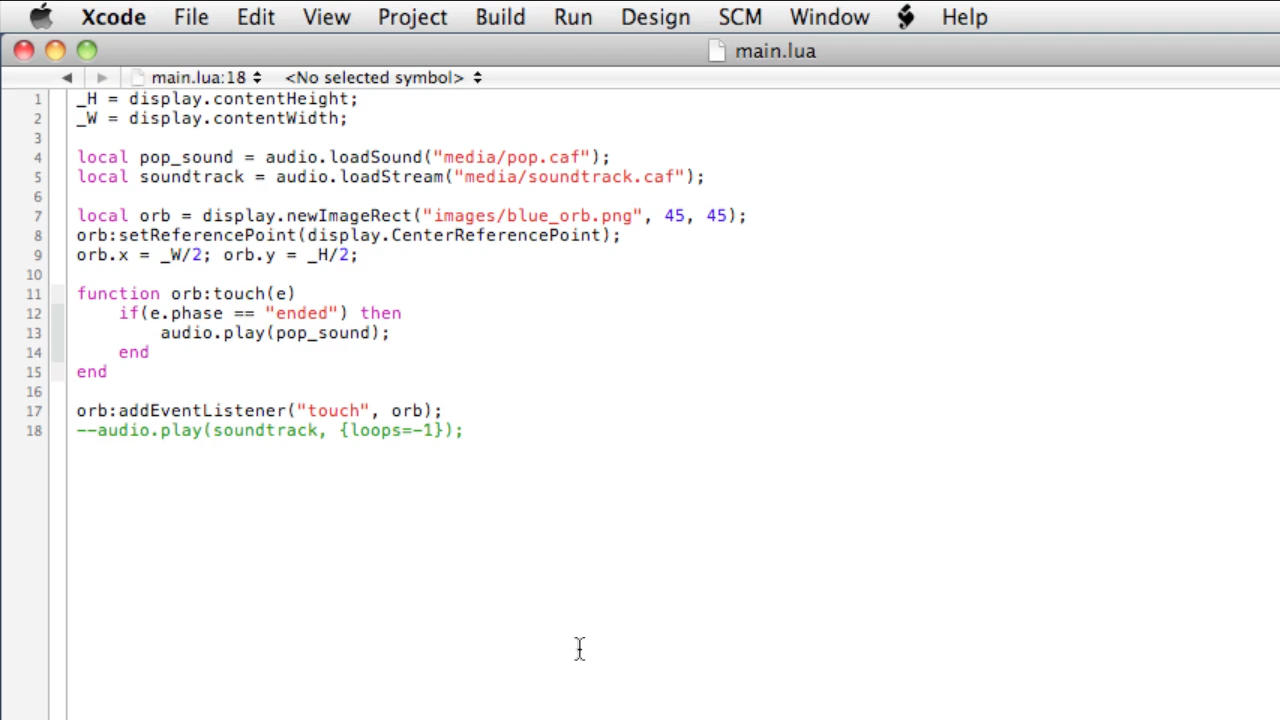 Xcode File Edit View Project Build Run Design SCM Window Help
main.lua
main.lua:18 <No selected symbol>
1 _H = display.contentHeight;
2 _W = display.contentWidth;
3
4 local pop_sound = audio.loadSound("media/pop.caf");
5 local soundtrack = audio.loadStream("media/soundtrack.caf");
6
7 local orb = display.newImageRect("images/blue_orb.png", 45, 45);
8 orb:setReferencePoint(display.CenterReferencePoint);
9 orb.x = _W/2; orb.y = _H/2;
10
11 function orb:touch(e)
12     if(e.phase == "ended") then
13         audio.play(pop_sound);
14     end
15 end
16
17 orb:addEventListener("touch", orb);
18 --audio.play(soundtrack, {loops=-1});